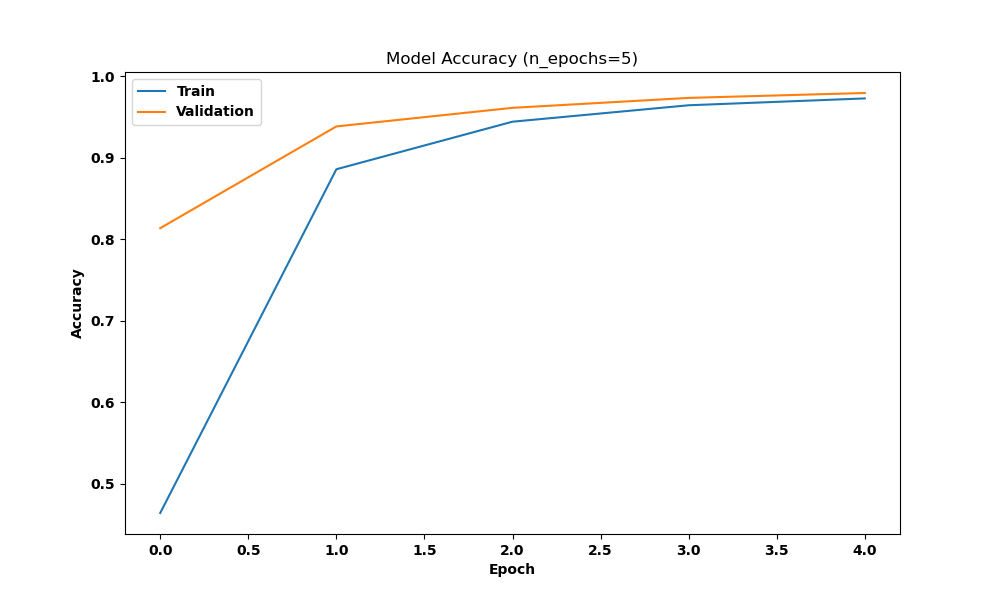 Model Accuracy (n_epochs=5)
Train
Validation
1.0
0.9
0.8
0.7
0.6
0.5
Accuracy
0.0 0.5 1.0 1.5 2.0 2.5 3.0 3.5 4.0
Epoch